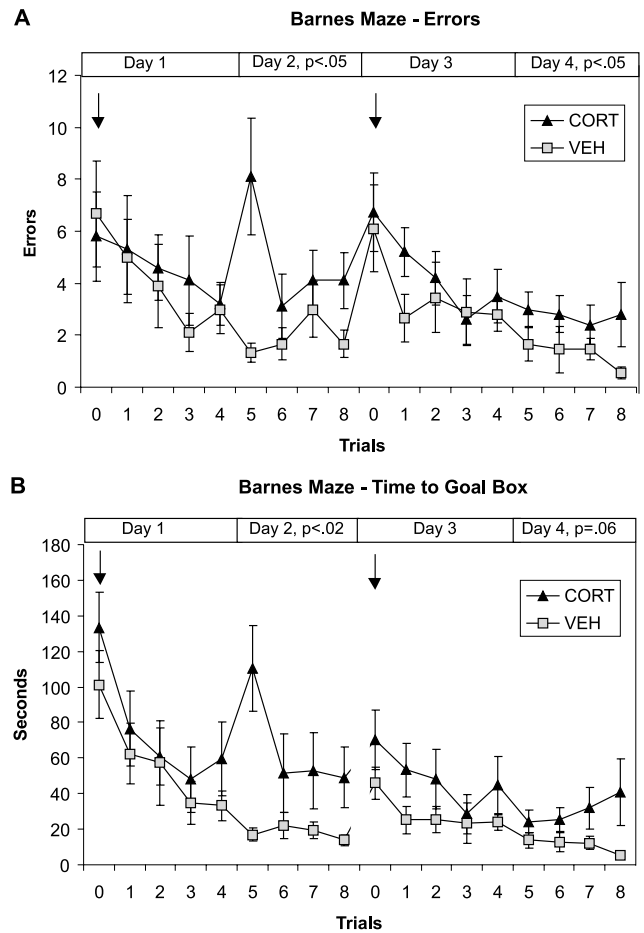 A
Barnes Maze - Errors
Day 1 Day 2, p<.05 Day 3 Day 4, p<.05
12
10
8
6
4
2
0
Errors
CORT
VEH
0 1 2 3 4 5 6 7 8 0 1 2 3 4 5 6 7 8
Trials
B
Barnes Maze - Time to Goal Box
Day 1 Day 2, p<.02 Day 3 Day 4, p=.06
180
160
140
120
100
80
60
40
20
0
Seconds
CORT
VEH
0 1 2 3 4 5 6 7 8 0 1 2 3 4 5 6 7 8
Trials